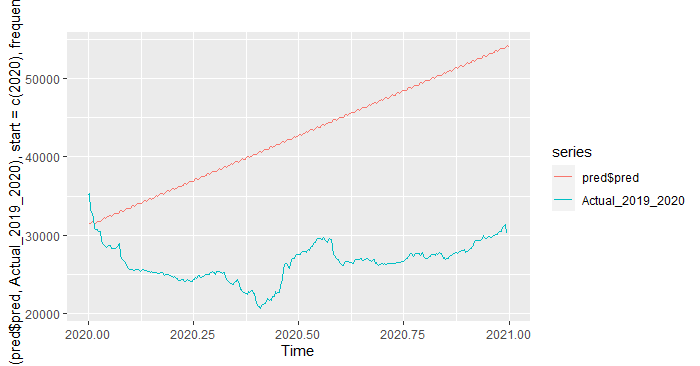 (pred$pred, Actual_2019_2020), start = c(2020), frequen
50000
40000
30000
20000
2020.00
2020.25
2020.50
2020.75
2021.00
Time
series
pred$pred
Actual_2019_2020